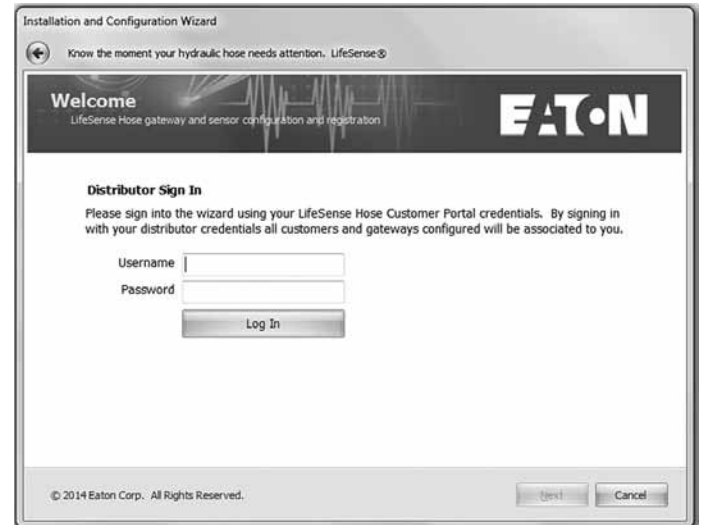 Installation and Configuration Wizard
Know the moment your hydraulic hose needs attention. LifeSense®
Welcome
LifeSense Hose gateway and sensor configuration and registration
EATON
Distributor Sign In
Please sign into the wizard using your LifeSense Hose Customer Portal credentials. By signing in
with your distributor credentials all customers and gateways configured will be associated to you.
Username
Password
Log In
© 2014 Eaton Corp. All Rights Reserved.
Next
Cancel